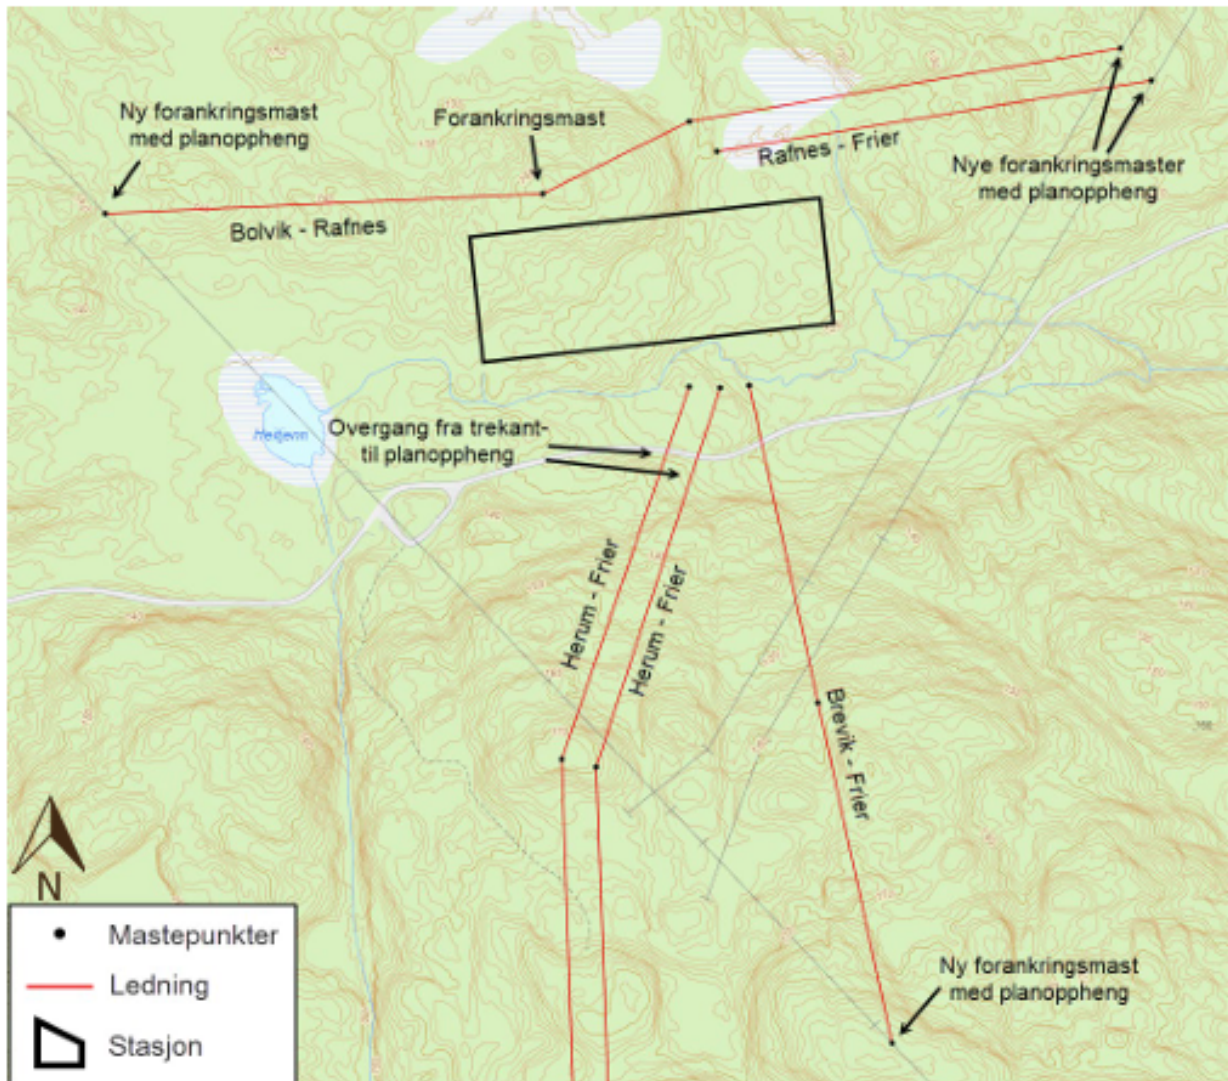 Ny forankringsmast
med planoppheng
Forankringsmast
Rafnes - Frier
Nye forankringsmaster
med planoppheng
Bolvik - Rafnes
Overgang fra trekant-
til planoppheng
Herum - Frier
Herum - Frier
Brevik - Frier
Ny forankringsmast
med planoppheng
N
Mastepunkter
Ledning
Stasjon